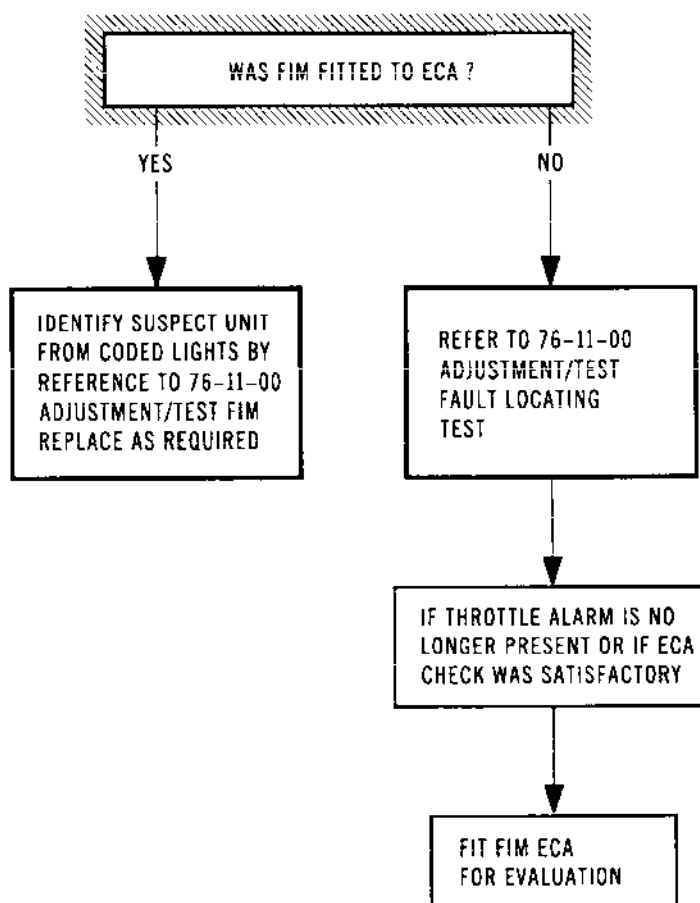 WAS FIM FITTED TO ECA ?
YES
NO
IDENTIFY SUSPECT UNIT
FROM CODED LIGHTS BY
REFERENCE TO 76-11-00
ADJUSTMENT/TEST FIM
REPLACE AS REQUIRED
REFER TO 76-11-00
ADJUSTMENT/TEST
FAULT LOCATING
TEST
IF THROTTLE ALARM IS NO
LONGER PRESENT OR IF ECA
CHECK WAS SATISFACTORY
FIT FIM ECA
FOR EVALUATION